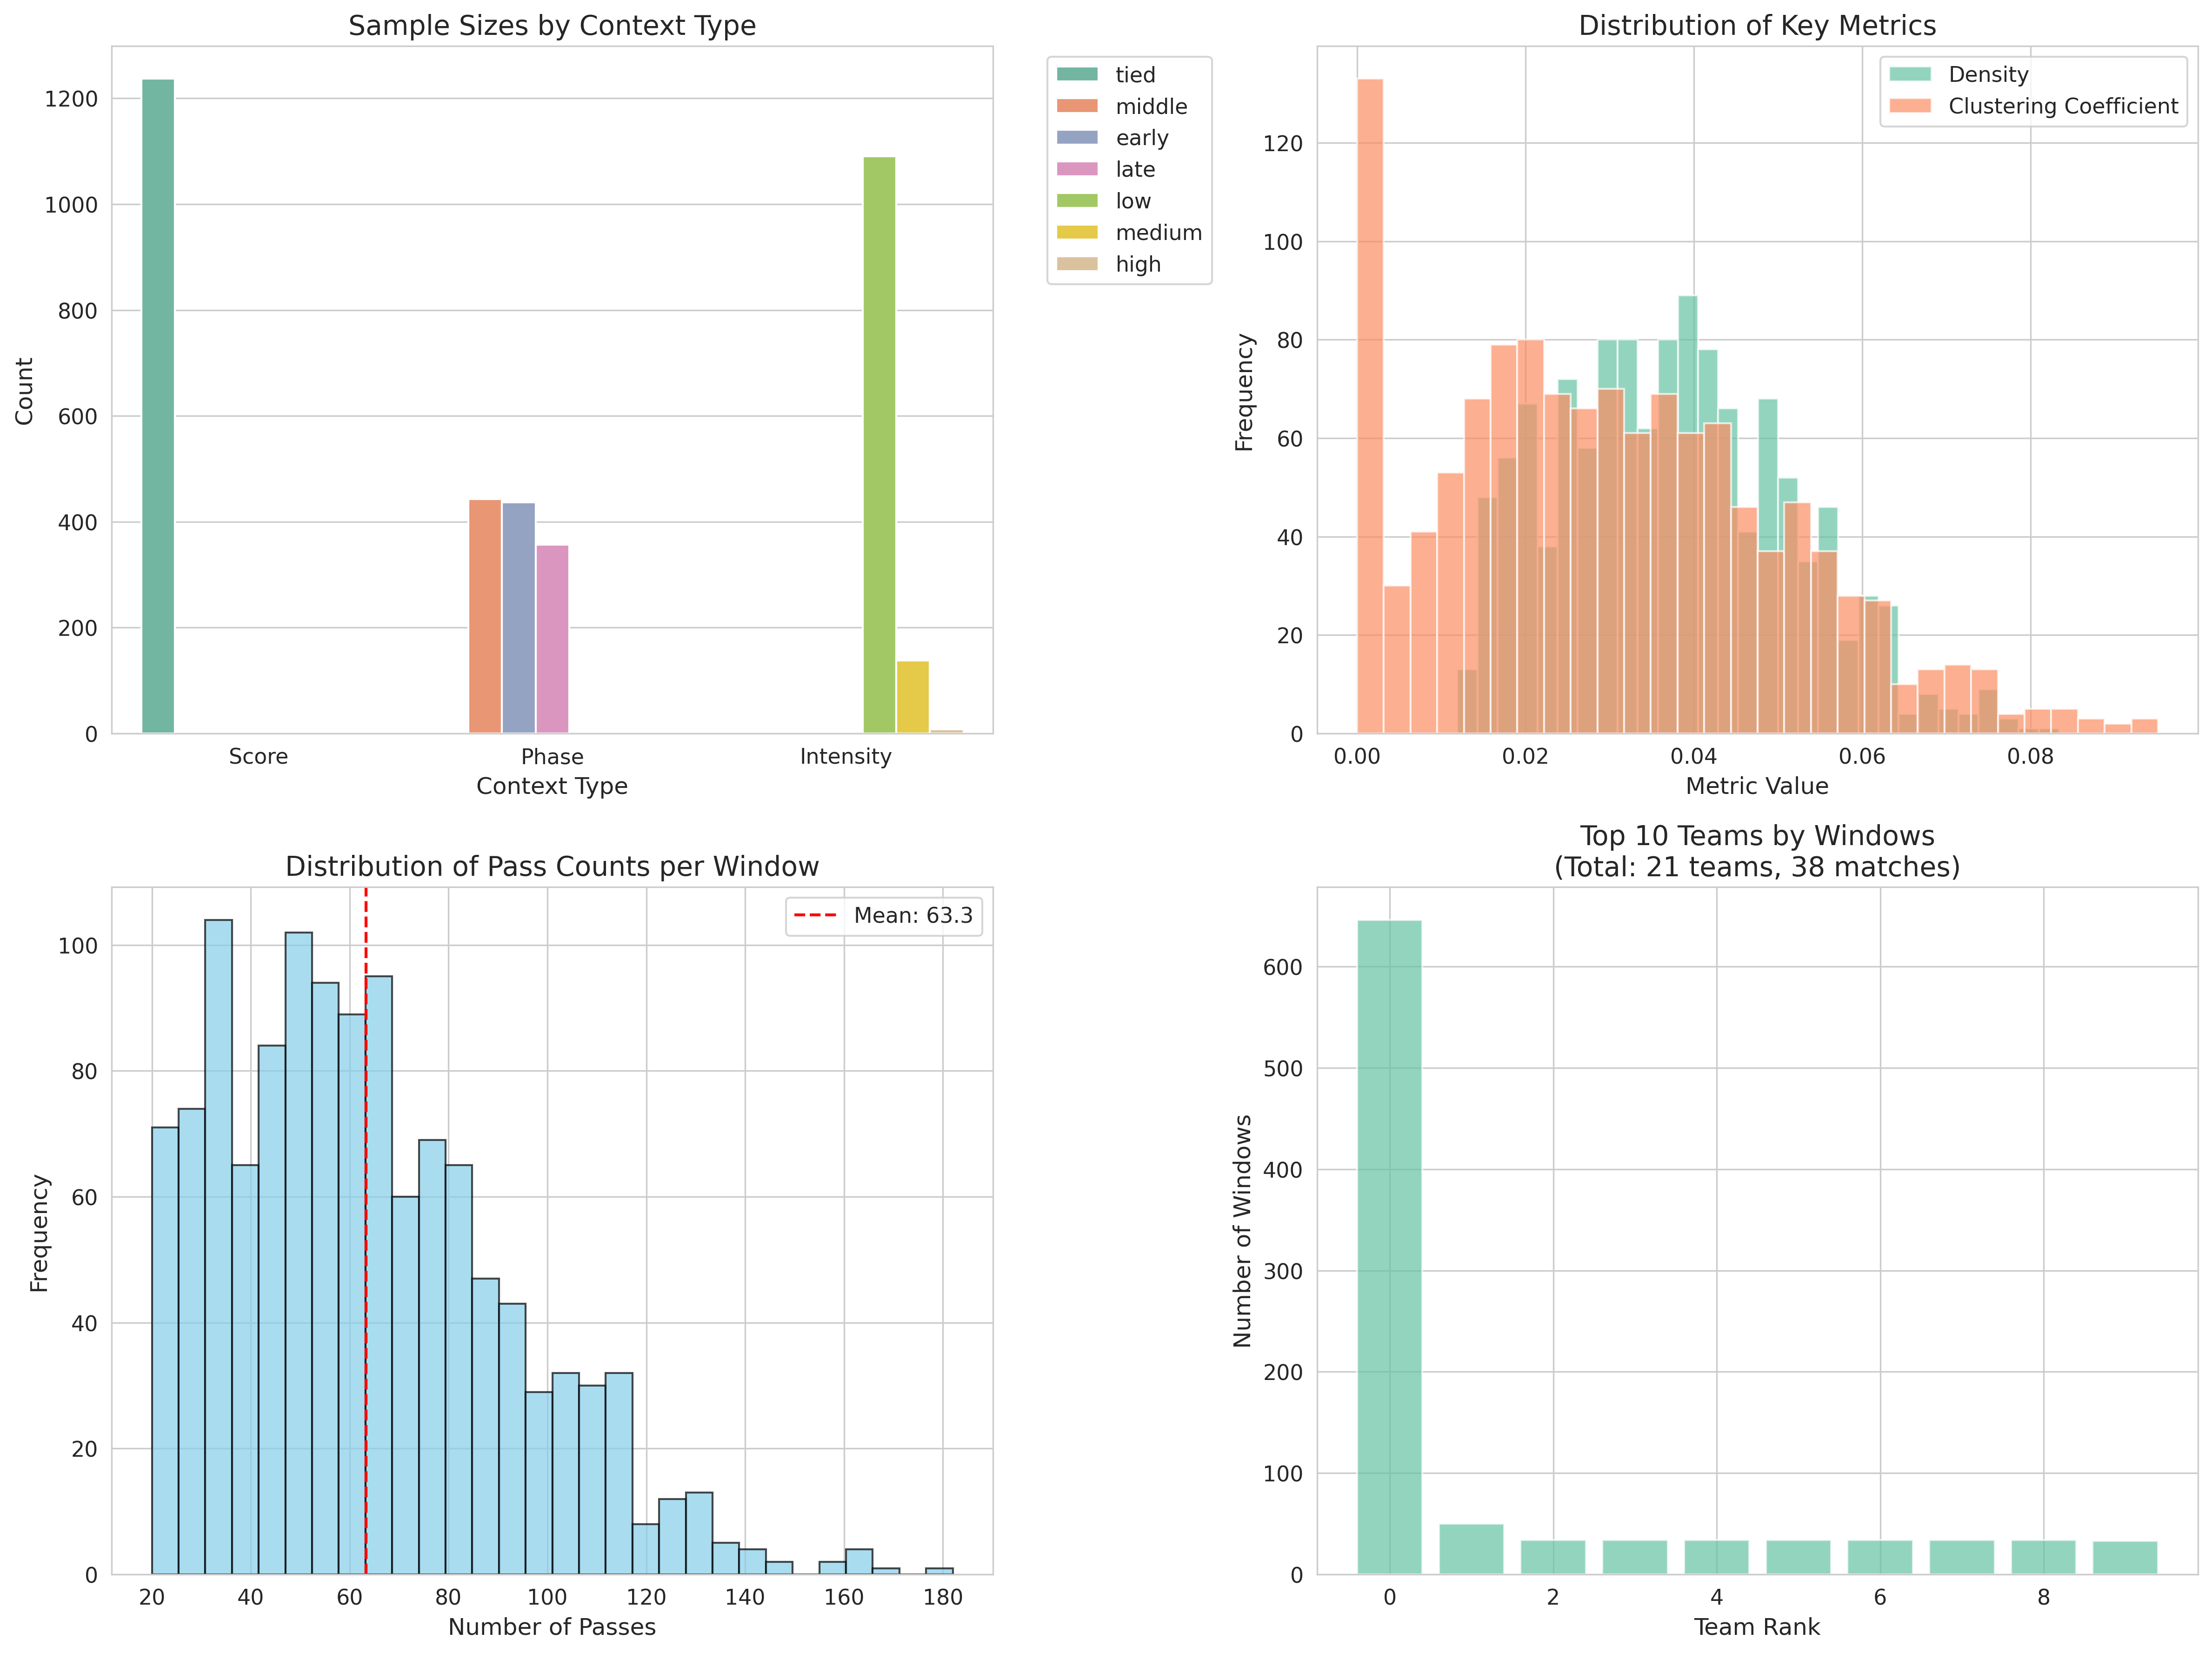 Sample Sizes by Context Type
Count
1200
1000
800
600
400
200
0
Score
Phase
Intensity
Context Type
tied
middle
early
late
low
medium
high
Distribution of Key Metrics
Frequency
120
100
80
60
40
20
0
0.00
0.02
0.04
0.06
0.08
Metric Value
Density
Clustering Coefficient
Distribution of Pass Counts per Window
Frequency
100
80
60
40
20
0
20
40
60
80
100
120
140
160
180
Number of Passes
Mean: 63.3
Top 10 Teams by Windows
(Total: 21 teams, 38 matches)
Number of Windows
600
500
400
300
200
100
0
0
2
4
6
8
Team Rank